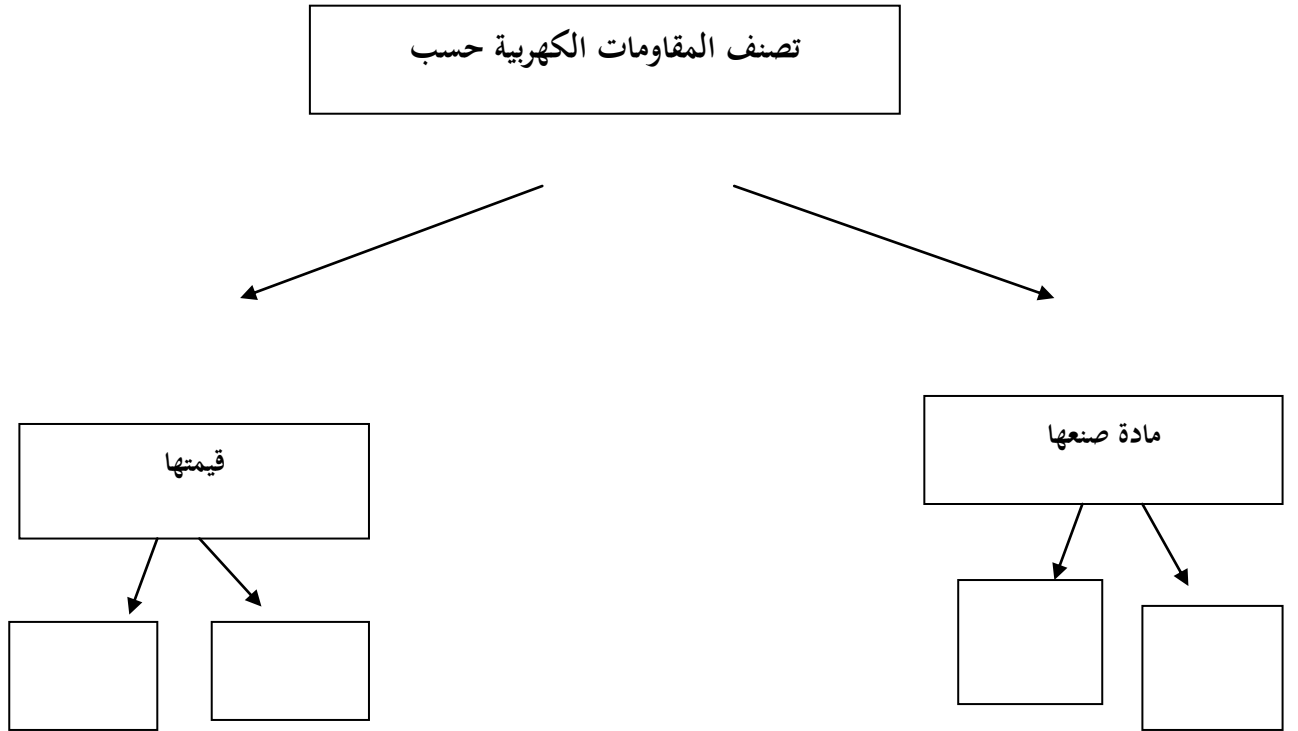 تصنف المقاومات الكهربية حسب
مادة صنعها
قيمتها